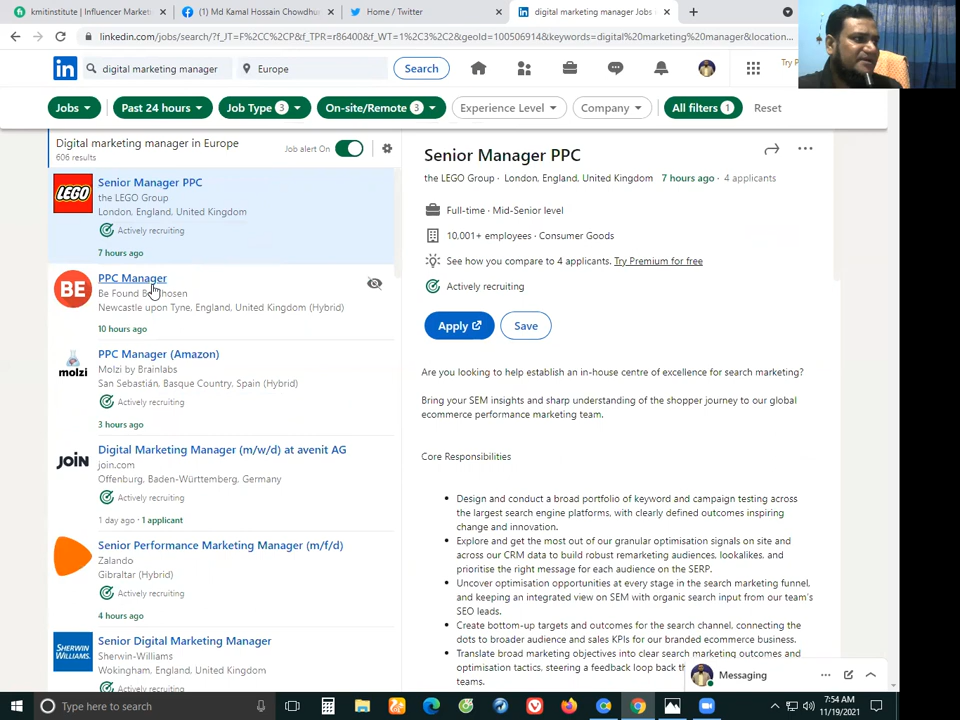 kmitinstitute | Influencer Market
(1) Md Kamal Hossain Chowdhur
Home / Twitter
digital marketing manager Jobs i
linkedin.com/jobs/search/?f_JT=F%2CC%2CP&f_TPR=r86400&f_WT=1%2C3%2C2&geoId=100506914&keywords=digital%20marketing%20manager&location...
in
digital marketing manager
Europe
Search
Try P
Jobs
Past 24 hours
Job Type 3
On-site/Remote 3
Experience Level
Company
All filters 1
Reset
Digital marketing manager in Europe
606 results
Job alert On
LEGO
Senior Manager PPC
the LEGO Group
London, England, United Kingdom
Actively recruiting
7 hours ago
BE
PPC Manager
Be Found Be Chosen
Newcastle upon Tyne, England, United Kingdom (Hybrid)
10 hours ago
molzi
PPC Manager (Amazon)
Molzi by Brainlabs
San Sebastián, Basque Country, Spain (Hybrid)
Actively recruiting
3 hours ago
JOIN
Digital Marketing Manager (m/w/d) at avenit AG
join.com
Offenburg, Baden-Württemberg, Germany
Actively recruiting
1 day ago · 1 applicant
Senior Performance Marketing Manager (m/f/d)
Zalando
Gibraltar (Hybrid)
Actively recruiting
4 hours ago
SHERWIN
WILLIAMS.
Senior Digital Marketing Manager
Sherwin-Williams
Wokingham, England, United Kingdom
Actively recruiting
Senior Manager PPC
the LEGO Group · London, England, United Kingdom 7 hours ago · 4 applicants
Full-time · Mid-Senior level
10,001+ employees · Consumer Goods
See how you compare to 4 applicants. Try Premium for free
Actively recruiting
Apply
Save
Are you looking to help establish an in-house centre of excellence for search marketing?
Bring your SEM insights and sharp understanding of the shopper journey to our global
ecommerce performance marketing team.
Core Responsibilities
• Design and conduct a broad portfolio of keyword and campaign testing across
the largest search engine platforms, with clearly defined outcomes inspiring
change and innovation.
• Explore and get the most out of our granular optimisation signals on site and
across our CRM data to build robust remarketing audiences, lookalikes, and
prioritise the right message for each audience on the SERP.
• Uncover optimisation opportunities at every stage in the search marketing funnel,
and keeping an integrated view on SEM with organic search input from our team's
SEO leads.
• Create bottom-up targets and outcomes for the search channel, connecting the
dots to broader audience and sales KPIs for our branded ecommerce business.
• Translate broad marketing objectives into clear search marketing outcomes and
optimisation tactics, steering a feedback loop back
team.
Messaging
Type here to search
7:54 AM
11/19/2021